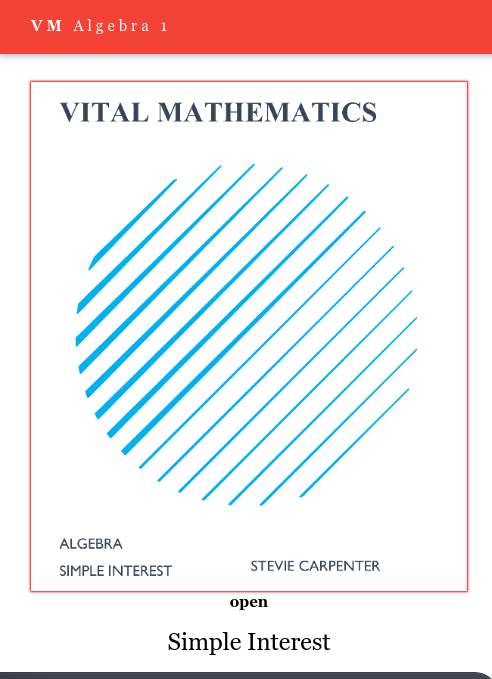 VM Algebra 1
VITAL MATHEMATICS
ALGEBRA
SIMPLE INTEREST
STEVIE CARPENTER
open
Simple Interest